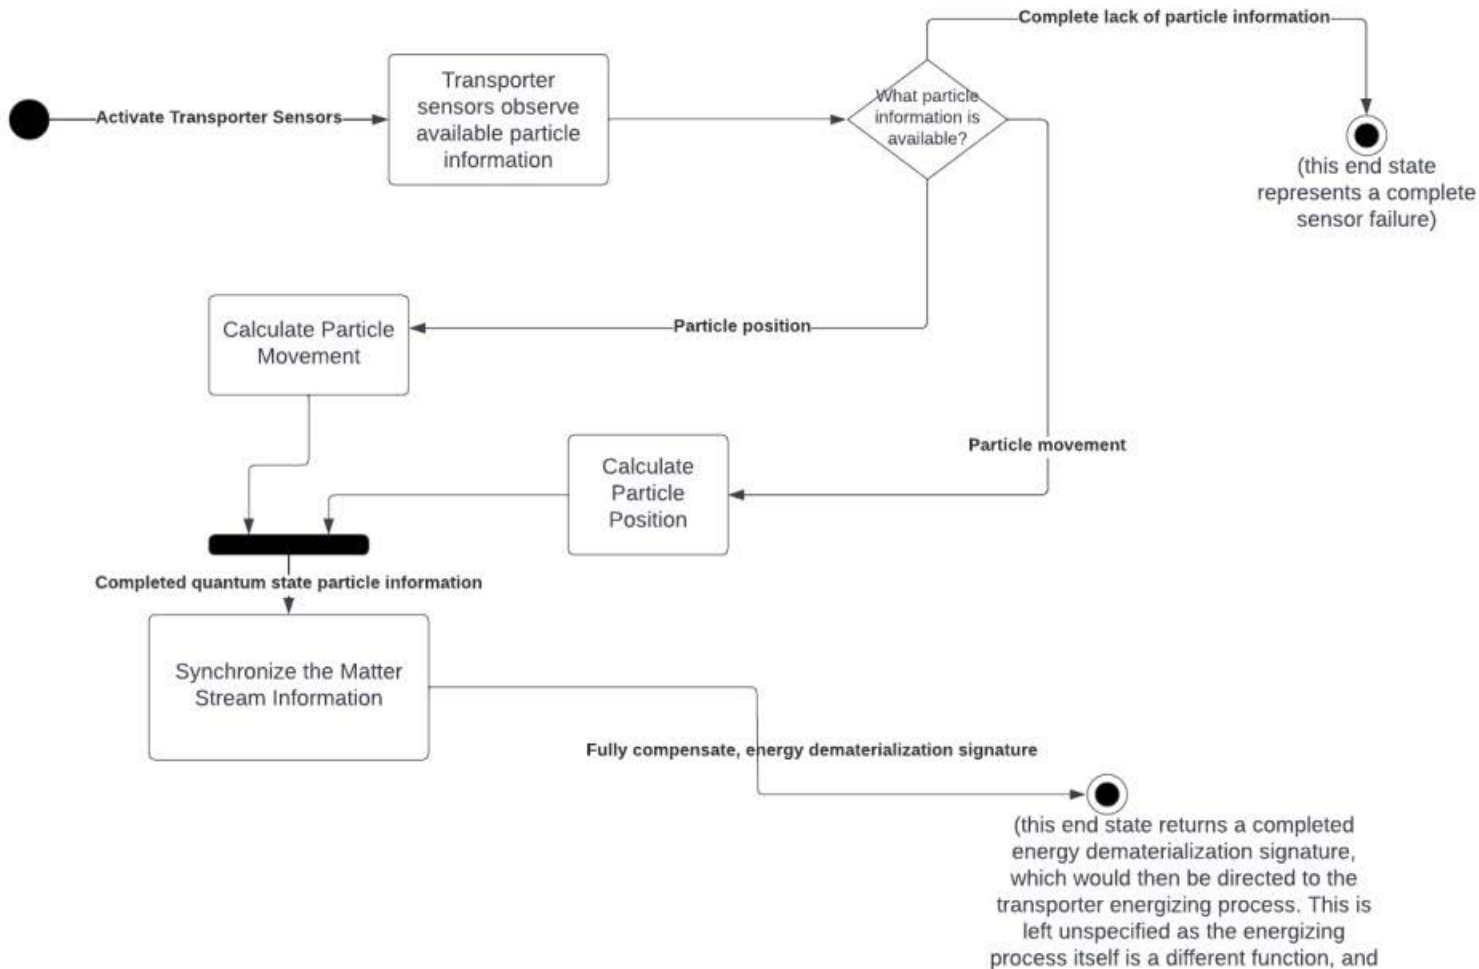 Complete lack of particle information
Activate Transporter Sensors
Transporter
sensors observe
available particle
information
What particle
information is
available?
(this end state
represents a complete
sensor failure)
Calculate Particle
Movement
Particle position
Particle movement
Calculate
Particle
Position
Completed quantum state particle information
Synchronize the Matter
Stream Information
Fully compensate, energy dematerialization signature
(this end state returns a completed
energy dematerialization signature,
which would then be directed to the
transporter energizing process. This is
left unspecified as the energizing
process itself is a different function, and